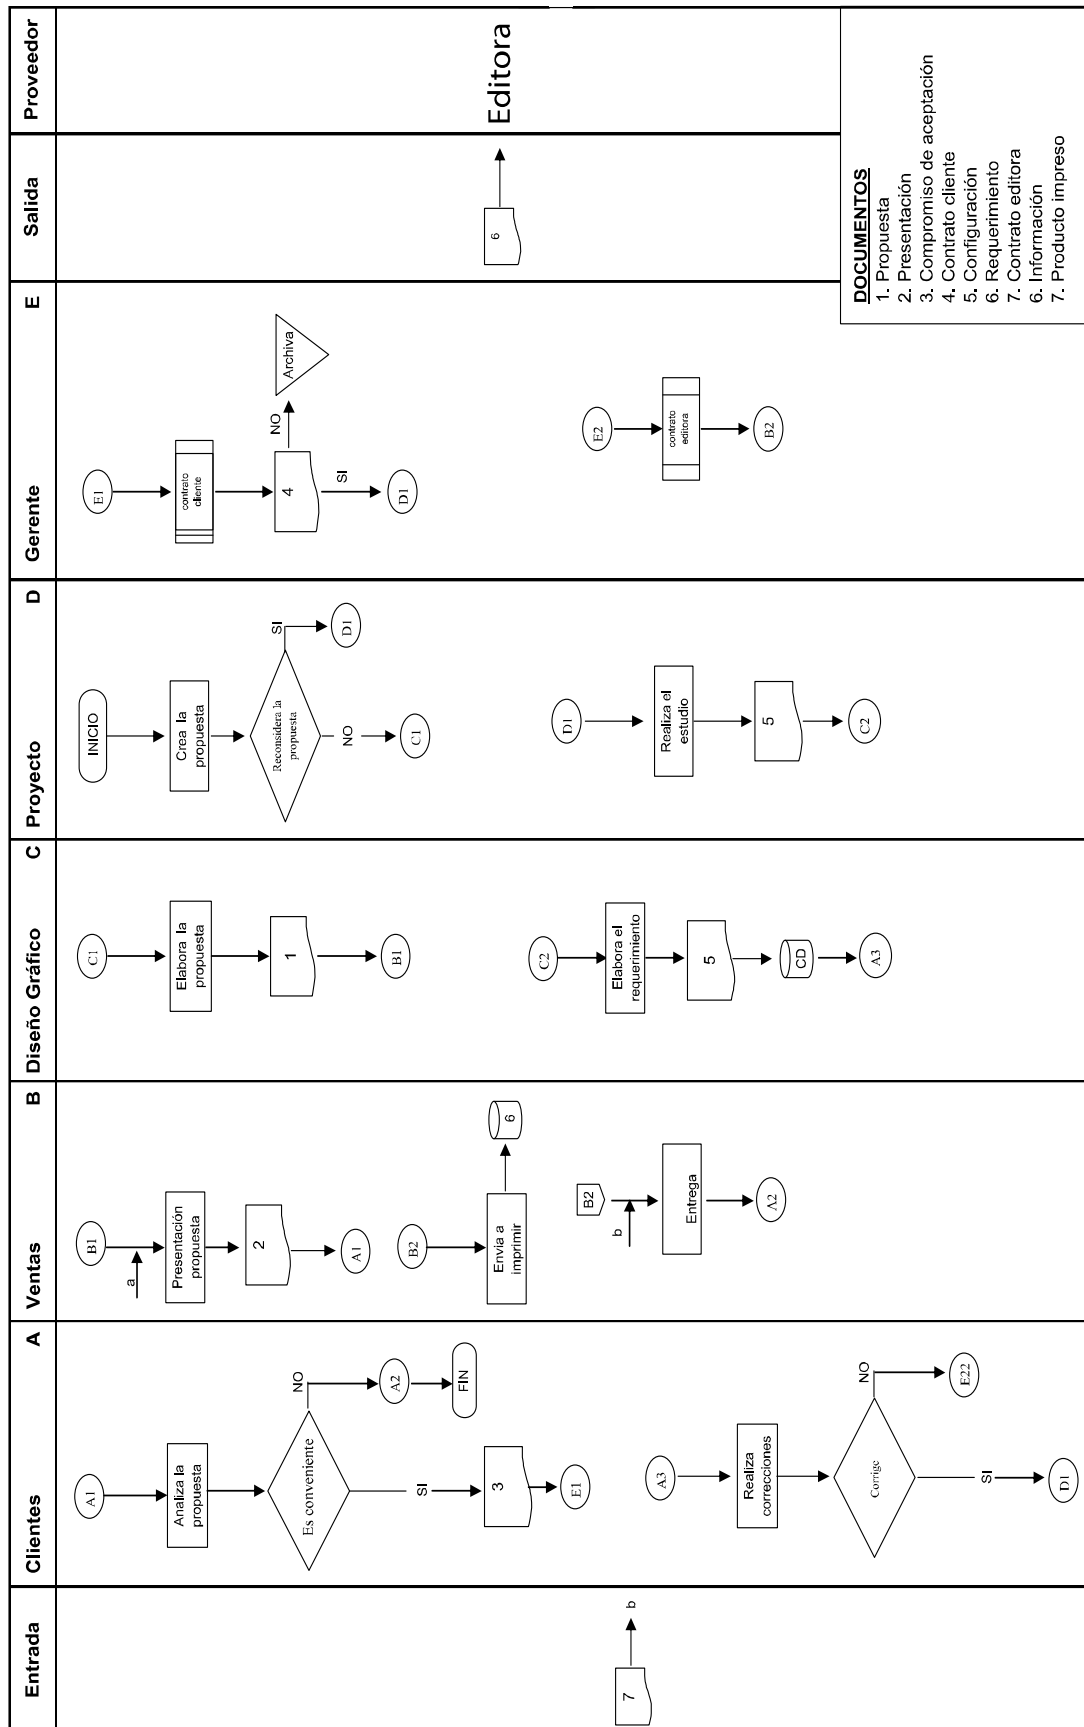 Entrada
Clientes A
Ventas B
Diseño Gráfico C
Proyecto D
Gerente E
Salida
Proveedor
7
b
A1
Analiza la
propuesta
Es conveniente
NO
A2
FIN
SI
3
E1
A3
Realiza
correcciones
Corrige
NO
E22
SI
D1
B1
a
Presentación
propuesta
2
A1
B2
Envia a
imprimir
6
B2
b
Entrega
A2
C1
Elabora la
propuesta
1
B1
C2
Elabora el
requerimiento
5
CD
A3
INICIO
Crea la
propuesta
Reconsidera la
propuesta
SI
D1
NO
C1
D1
Realiza el
estudio
5
C2
E1
contrato
cliente
4
NO
Archiva
SI
D1
E2
contrato
editora
B2
6
Editora
DOCUMENTOS
1. Propuesta
2. Presentación
3. Compromiso de aceptación
4. Contrato cliente
5. Configuración
6. Requerimiento
7. Contrato editora
6. Información
7. Producto impreso